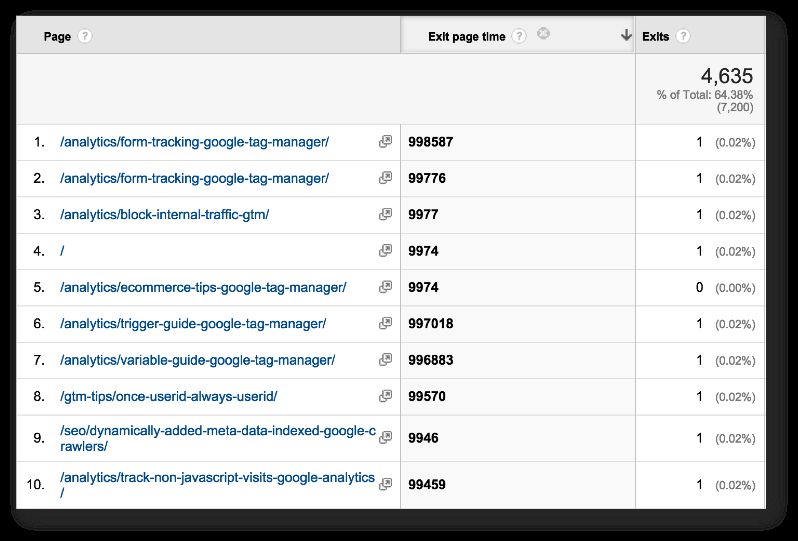 Page ? Exit page time ? Exits ?
4,635
% of Total: 64.38%
(7,200)
1. /analytics/form-tracking-google-tag-manager/ 998587 1 (0.02%)
2. /analytics/form-tracking-google-tag-manager/ 99776 1 (0.02%)
3. /analytics/block-internal-traffic-gtm/ 9977 1 (0.02%)
4. / 9974 1 (0.02%)
5. /analytics/ecommerce-tips-google-tag-manager/ 9974 0 (0.00%)
6. /analytics/trigger-guide-google-tag-manager/ 997018 1 (0.02%)
7. /analytics/variable-guide-google-tag-manager/ 996883 1 (0.02%)
8. /gtm-tips/once-userid-always-userid/ 99570 1 (0.02%)
9. /seo/dynamically-added-meta-data-indexed-google-c
rawlers/ 9946 1 (0.02%)
10. /analytics/track-non-javascript-visits-google-analytics
/ 99459 1 (0.02%)